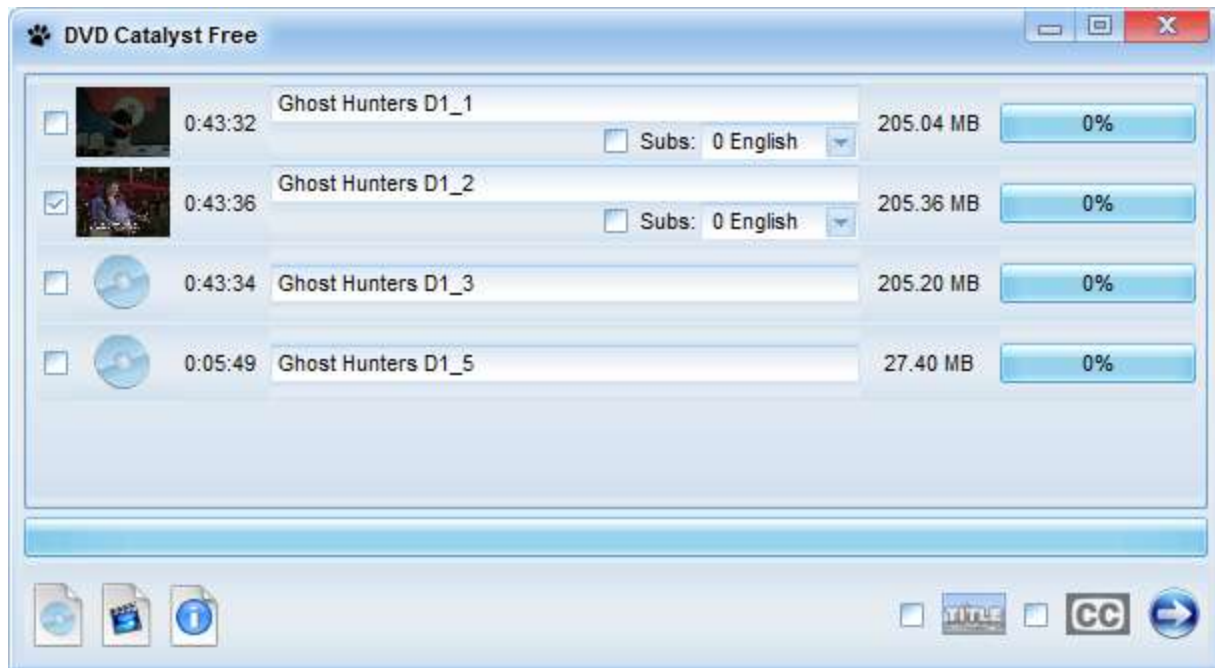 DVD Catalyst Free
0:43:32 Ghost Hunters D1_1 205.04 MB 0%
Subs: 0 English
0:43:36 Ghost Hunters D1_2 205.36 MB 0%
Subs: 0 English
0:43:34 Ghost Hunters D1_3 205.20 MB 0%
0:05:49 Ghost Hunters D1_5 27.40 MB 0%
TITLE CC